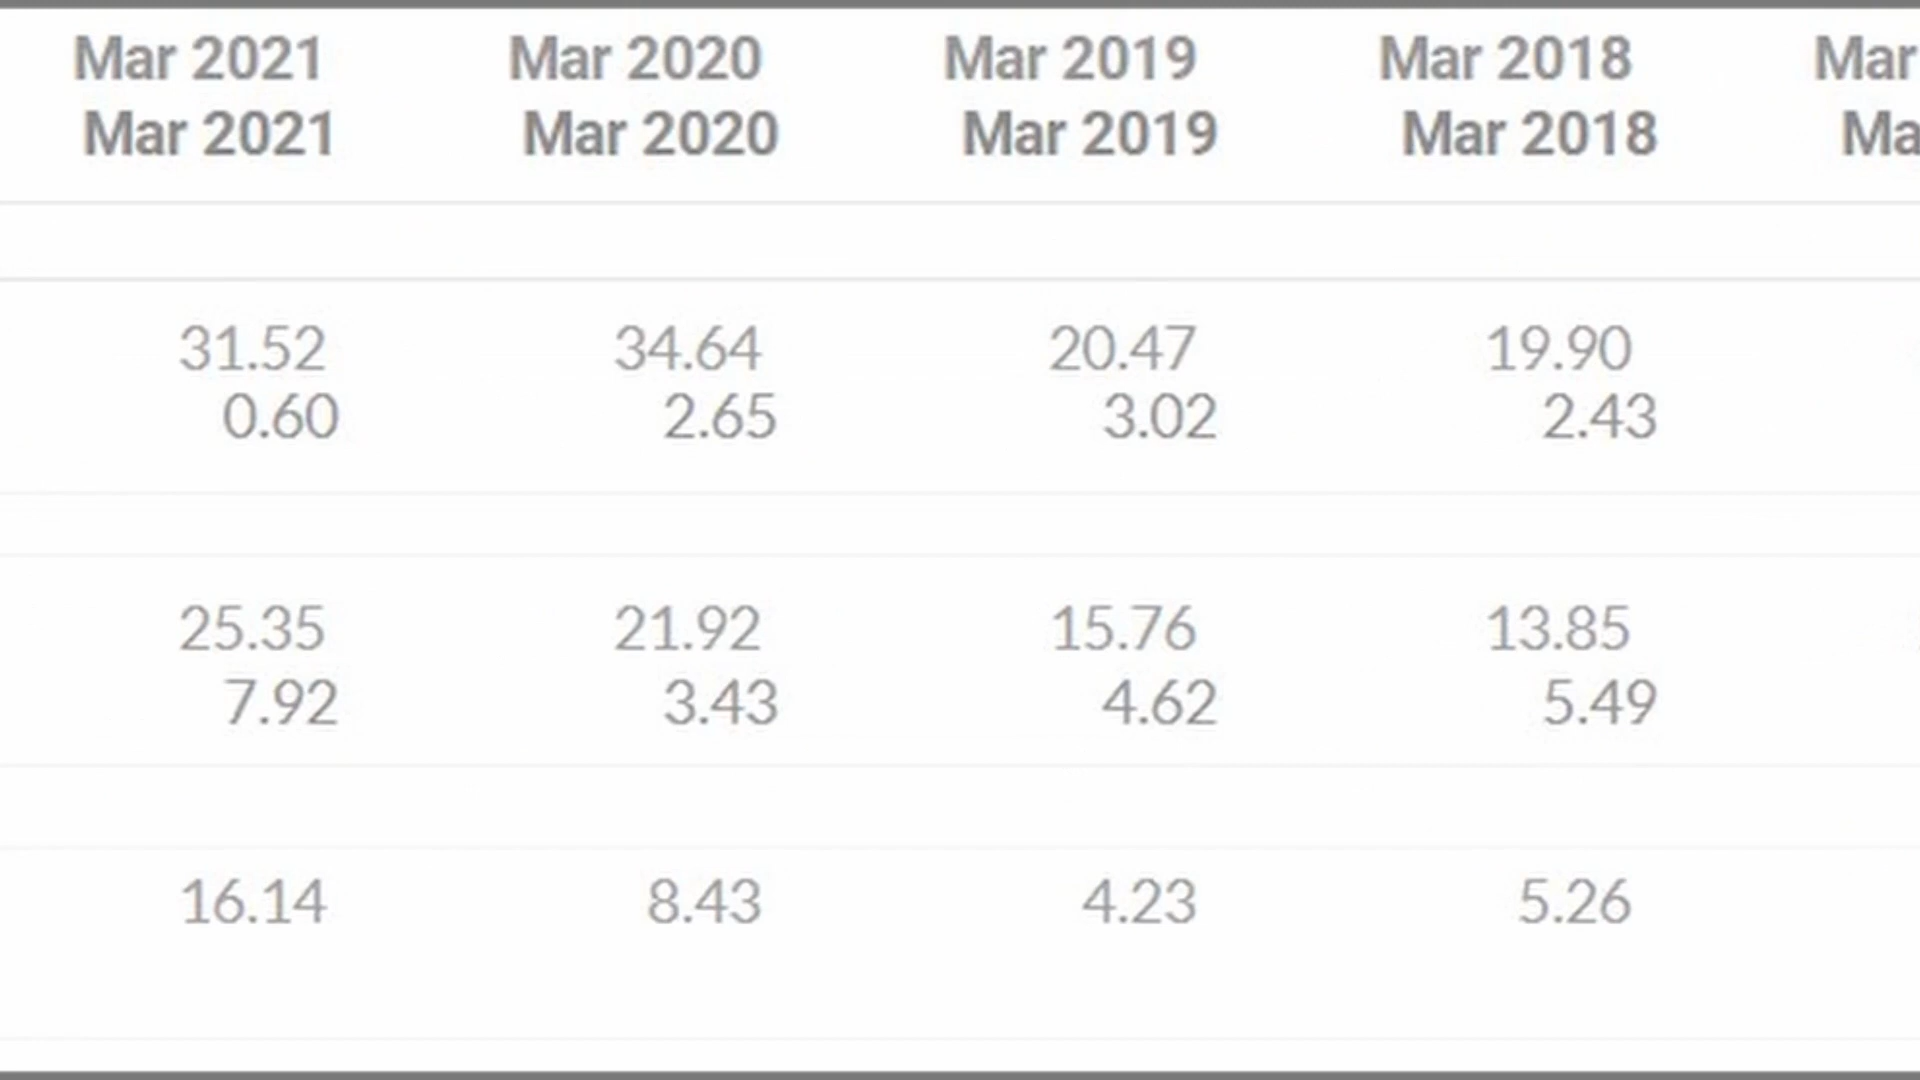 Mar 2021 Mar 2020 Mar 2019 Mar 2018 Mar
Mar 2021 Mar 2020 Mar 2019 Mar 2018
31.52 34.64 20.47 19.90
0.60 2.65 3.02 2.43
25.35 21.92 15.76 13.85
7.92 3.43 4.62 5.49
16.14 8.43 4.23 5.26